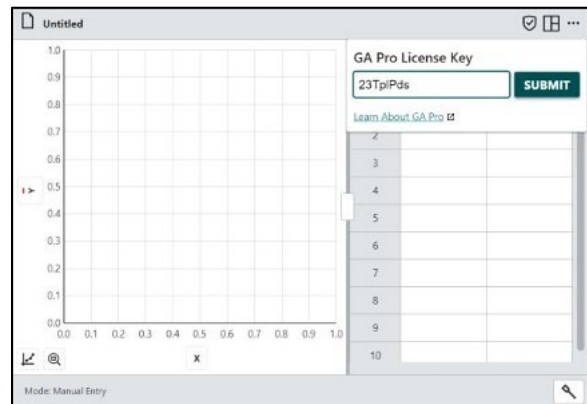 Untitled
GA Pro License Key
23TplPds
SUBMIT
Learn About GA Pro
1.0
0.9
0.8
0.7
0.6
0.5
0.4
0.3
0.2
0.1
0.0
Y
0.0 0.1 0.2 0.3 0.4 0.5 0.6 0.7 0.8 0.9 1.0
X
2
3
4
5
6
7
8
9
10
Mode: Manual Entry